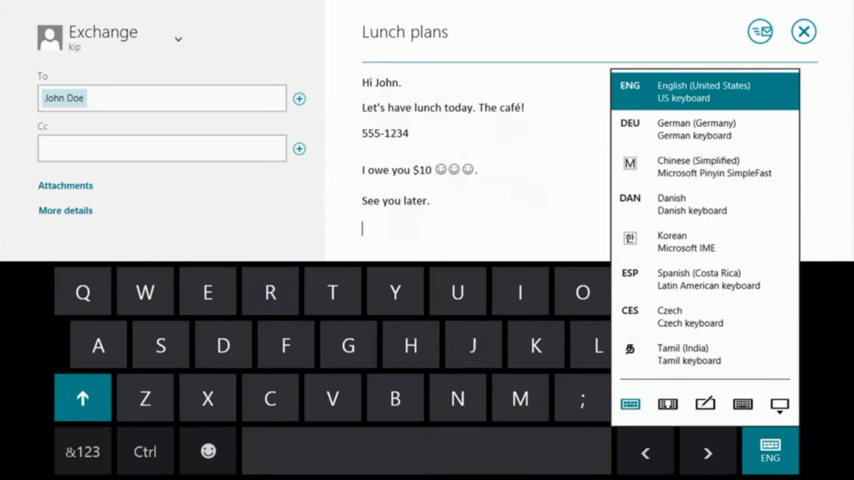 Exchange
kip
To
John Doe
Cc
Attachments
More details
Lunch plans
Hi John.
Let's have lunch today. The café!
555-1234
I owe you $10 ☺☺☺.
See you later.
ENG English (United States)
US keyboard
DEU German (Germany)
German keyboard
M Chinese (Simplified)
Microsoft Pinyin SimpleFast
DAN Danish
Danish keyboard
한 Korean
Microsoft IME
ESP Spanish (Costa Rica)
Latin American keyboard
CES Czech
Czech keyboard
த Tamil (India)
Tamil keyboard
Q W E R T Y U I O
A S D F G H J K L
Z X C V B N M ;
&123 Ctrl < > ENG